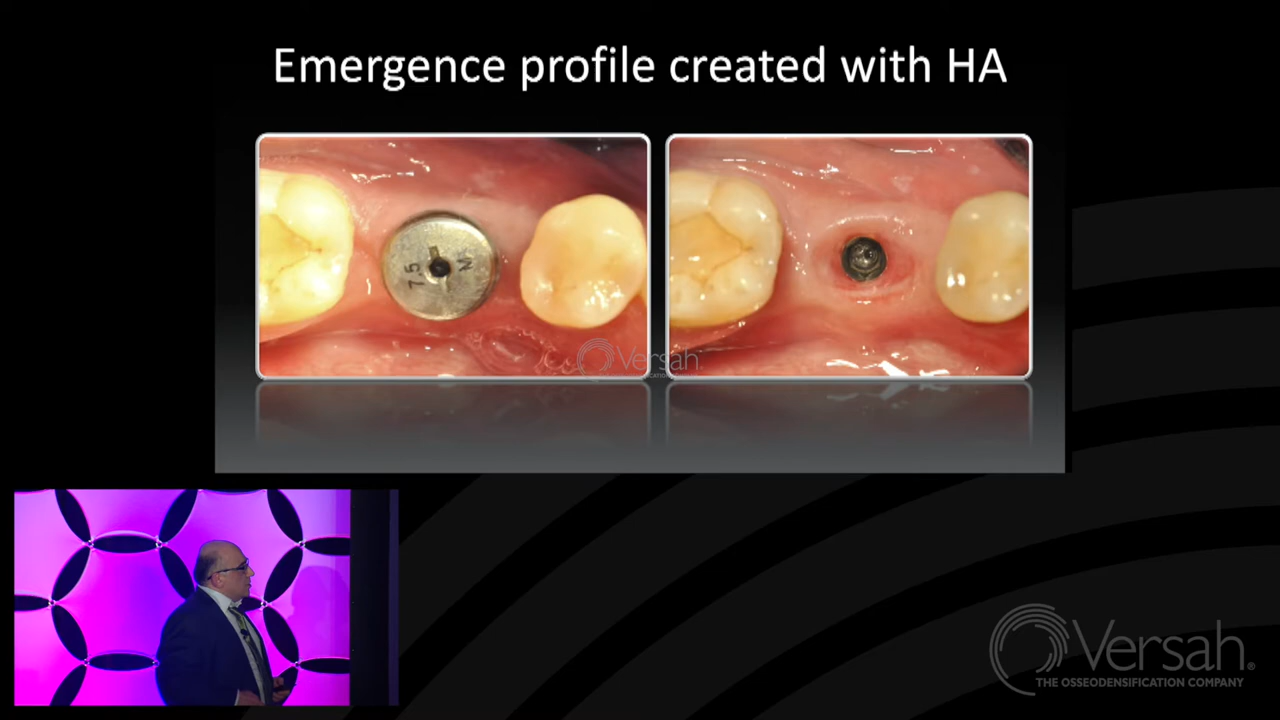 Emergence profile created with HA
7.5
M
Versah
Versah®
THE OSSEODENSIFICATION COMPANY